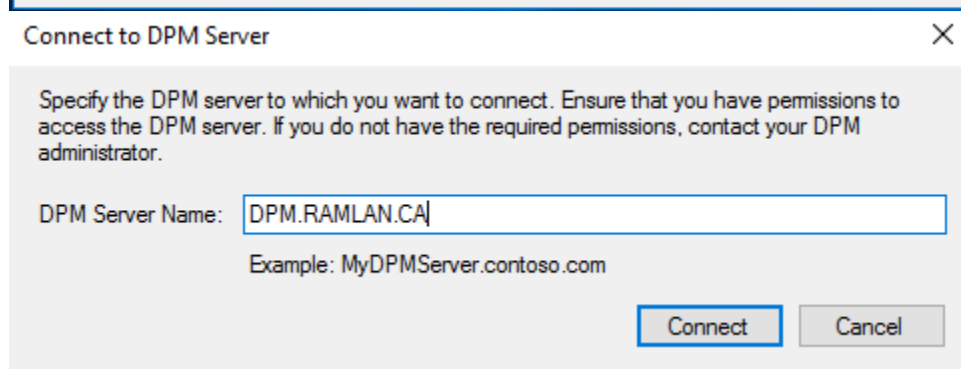 Connect to DPM Server
Specify the DPM server to which you want to connect. Ensure that you have permissions to
access the DPM server. If you do not have the required permissions, contact your DPM
administrator.
DPM Server Name: DPM.RAMLAN.CA
Example: MyDPMServer.contoso.com
Connect Cancel